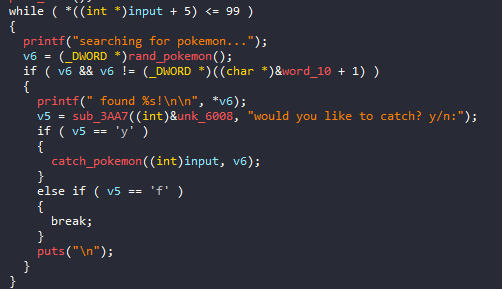 while ( *((int *)input + 5) <= 99 )
{
printf("searching for pokemon...");
v6 = (_DWORD *)rand_pokemon();
if ( v6 && v6 != (_DWORD *)((char *)&word_10 + 1) )
{
printf(" found %s!\n\n", *v6);
v5 = sub_3AA7((int)&unk_6008, "would you like to catch? y/n:");
if ( v5 == 'y' )
{
catch_pokemon((int)input, v6);
}
else if ( v5 == 'f' )
{
break;
}
puts("\n");
}
}